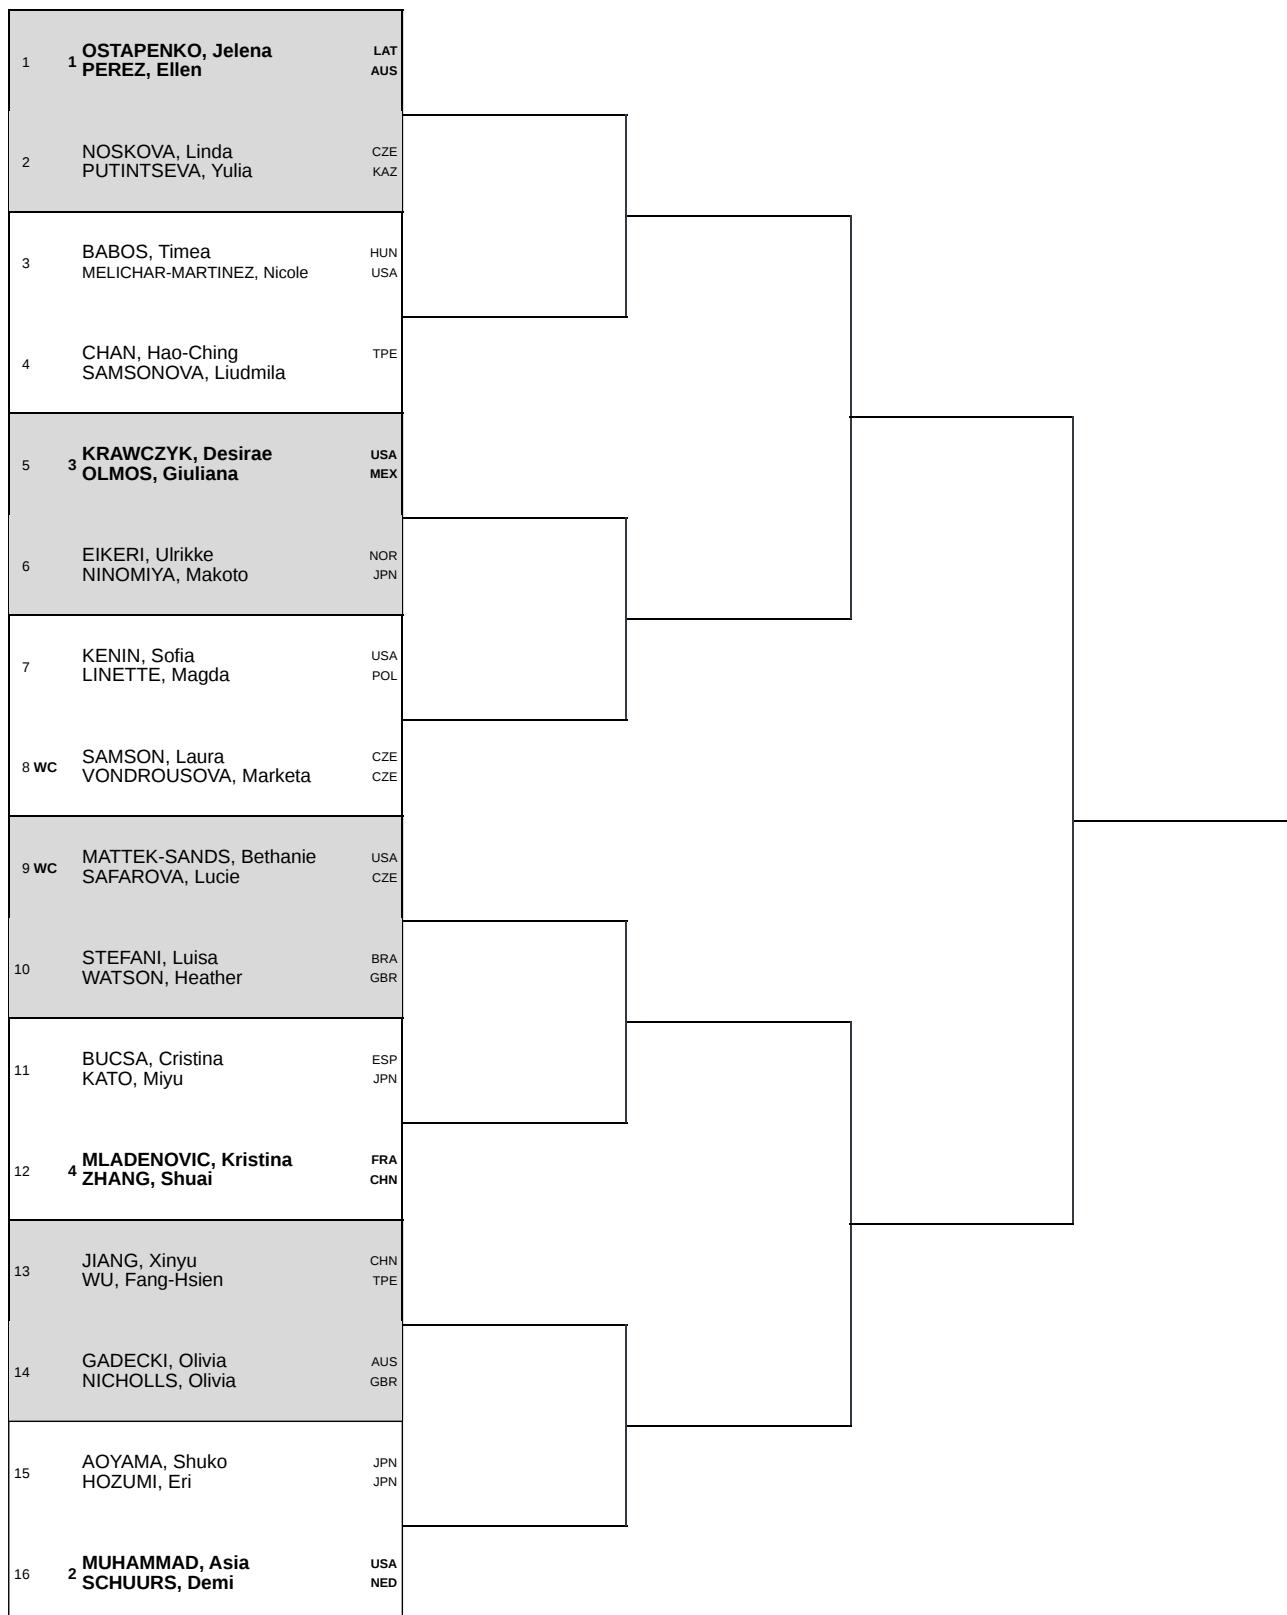 1 1 OSTAPENKO, Jelena LAT
PEREZ, Ellen AUS
2 NOSKOVA, Linda CZE
PUTINTSEVA, Yulia KAZ
3 BABOS, Timea HUN
MELICHAR-MARTINEZ, Nicole USA
4 CHAN, Hao-Ching TPE
SAMSONOVA, Liudmila
5 3 KRAWCZYK, Desirae USA
OLMOS, Giuliana MEX
6 EIKERI, Ulrikke NOR
NINOMIYA, Makoto JPN
7 KENIN, Sofia USA
LINETTE, Magda POL
8 WC SAMSON, Laura CZE
VONDROUSOVA, Marketa CZE
9 WC MATTEK-SANDS, Bethanie USA
SAFAROVA, Lucie CZE
10 STEFANI, Luisa BRA
WATSON, Heather GBR
11 BUCSA, Cristina ESP
KATO, Miyu JPN
12 4 MLADENOVIC, Kristina FRA
ZHANG, Shuai CHN
13 JIANG, Xinyu CHN
WU, Fang-Hsien TPE
14 GADECKI, Olivia AUS
NICHOLLS, Olivia GBR
15 AOYAMA, Shuko JPN
HOZUMI, Eri JPN
16 2 MUHAMMAD, Asia USA
SCHUURS, Demi NED